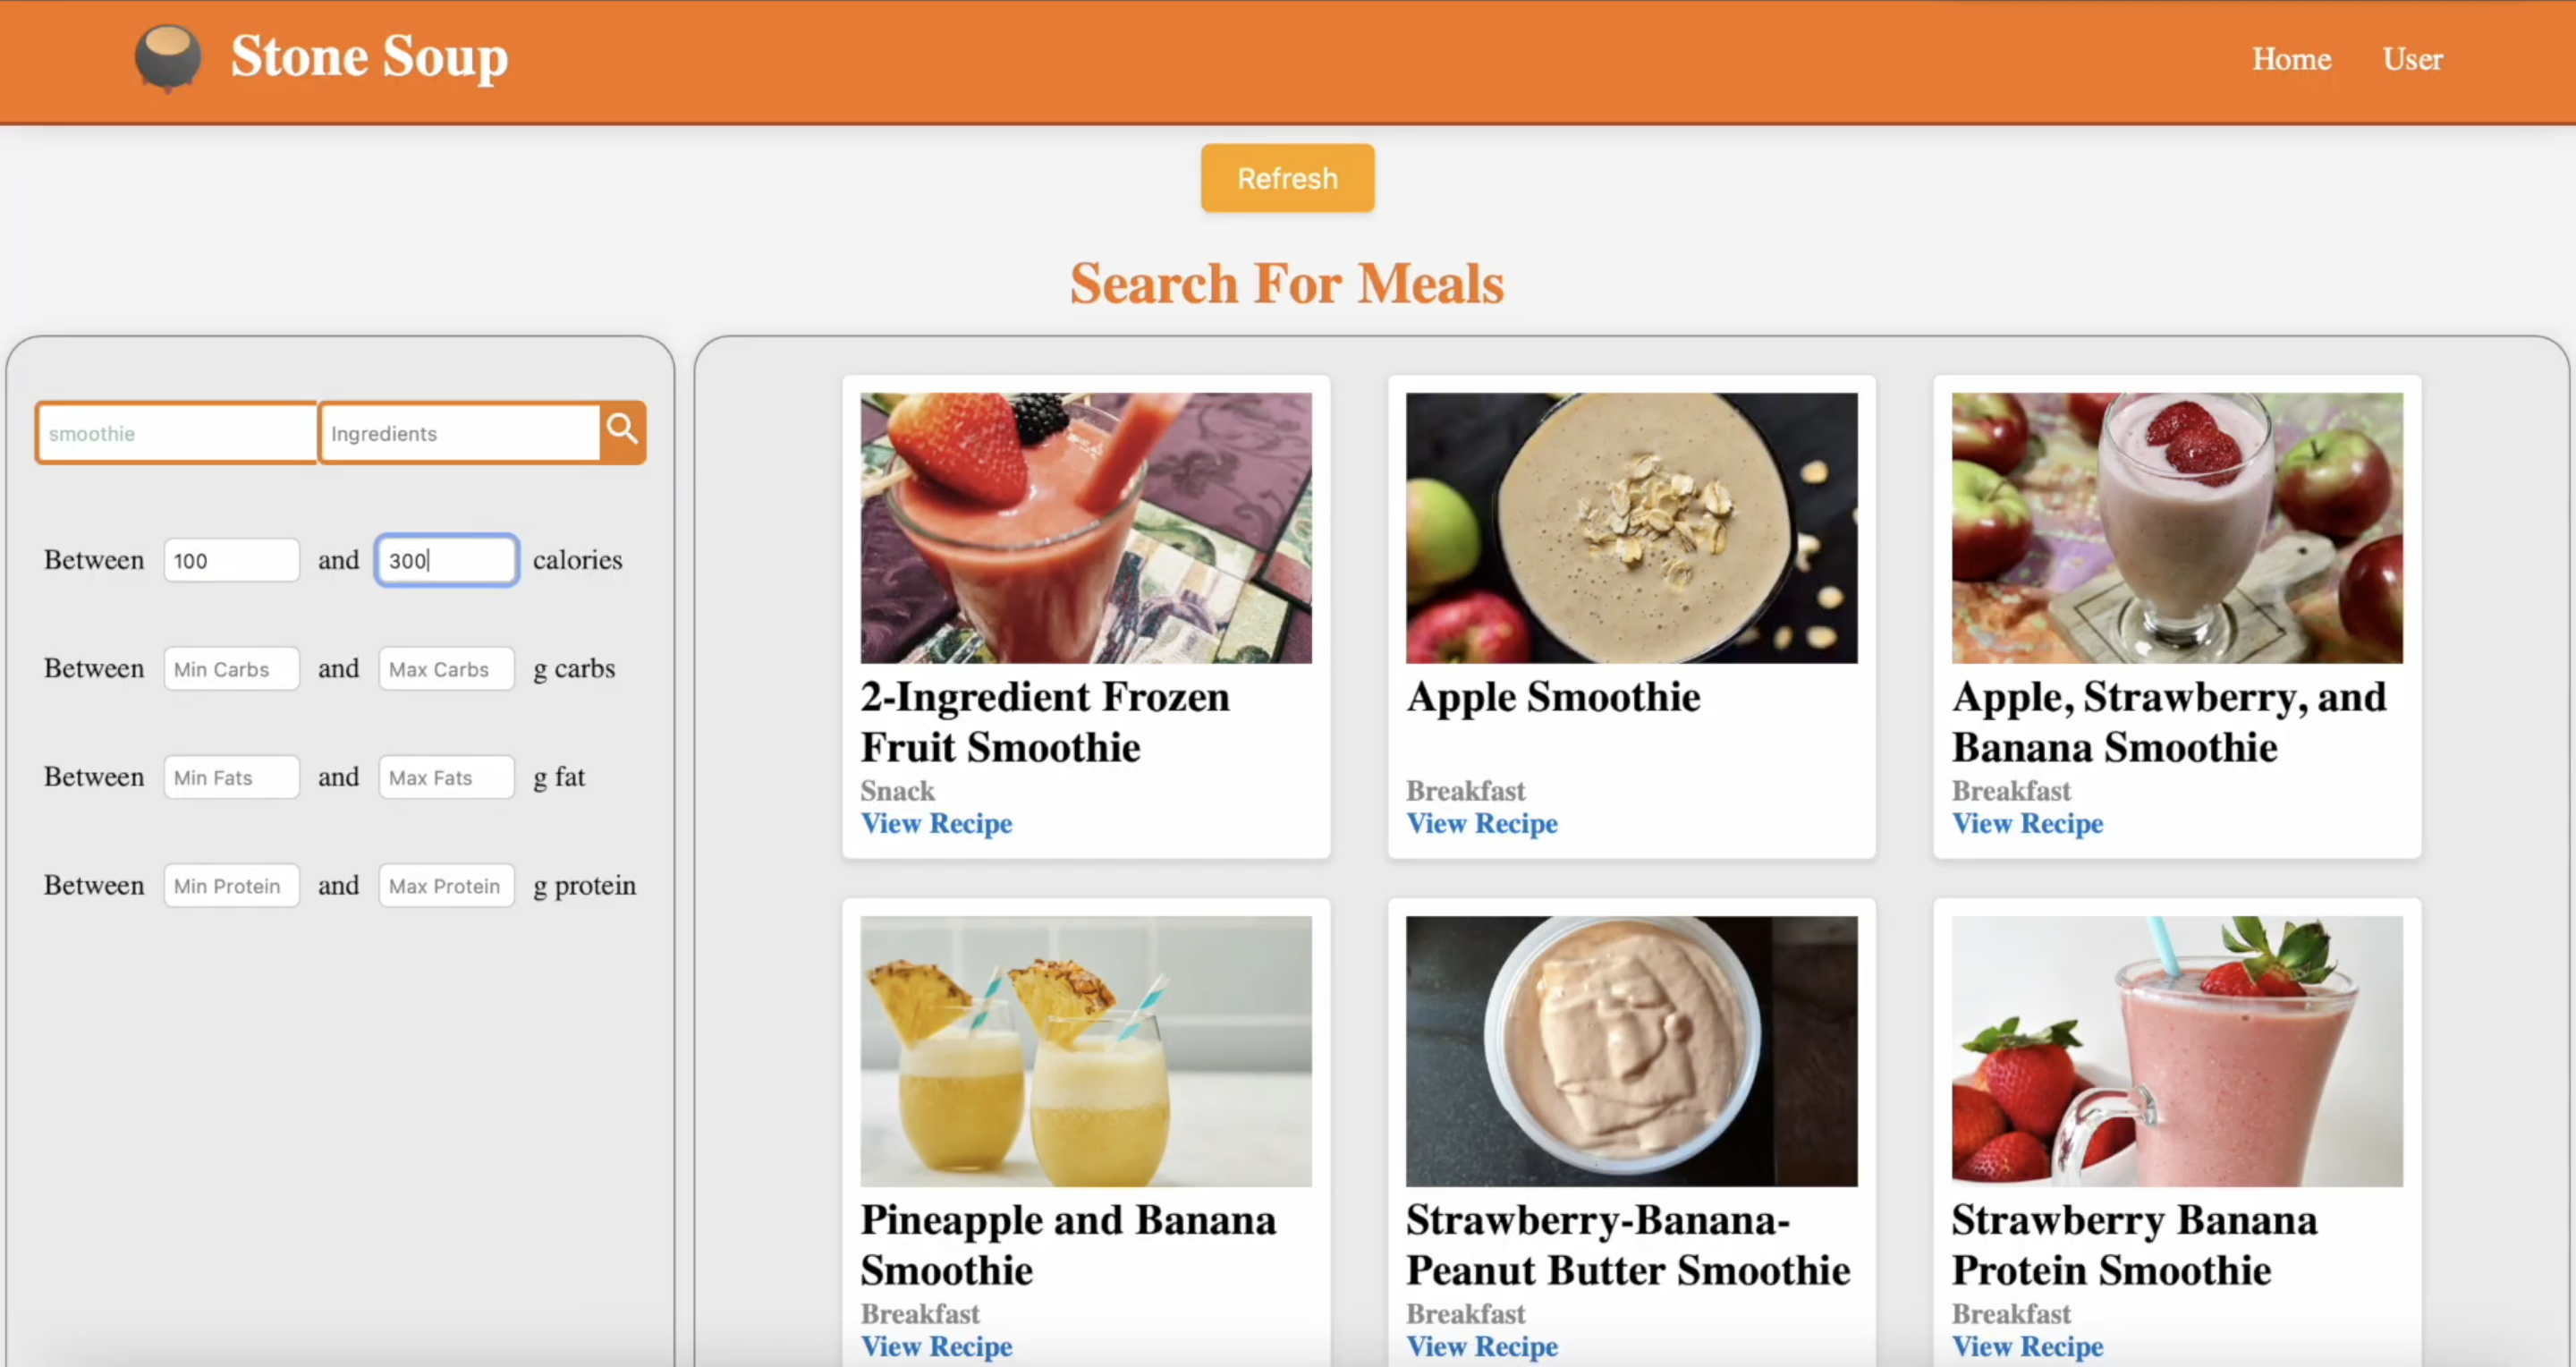 Stone Soup
Home
User
Refresh
Search For Meals
smoothie
Ingredients
Between 100 and 300 calories
Between Min Carbs and Max Carbs g carbs
Between Min Fats and Max Fats g fat
Between Min Protein and Max Protein g protein
2-Ingredient Frozen
Fruit Smoothie
Snack
View Recipe
Apple Smoothie
Breakfast
View Recipe
Apple, Strawberry, and
Banana Smoothie
Breakfast
View Recipe
Pineapple and Banana
Smoothie
Breakfast
View Recipe
Strawberry-Banana-
Peanut Butter Smoothie
Breakfast
View Recipe
Strawberry Banana
Protein Smoothie
Breakfast
View Recipe